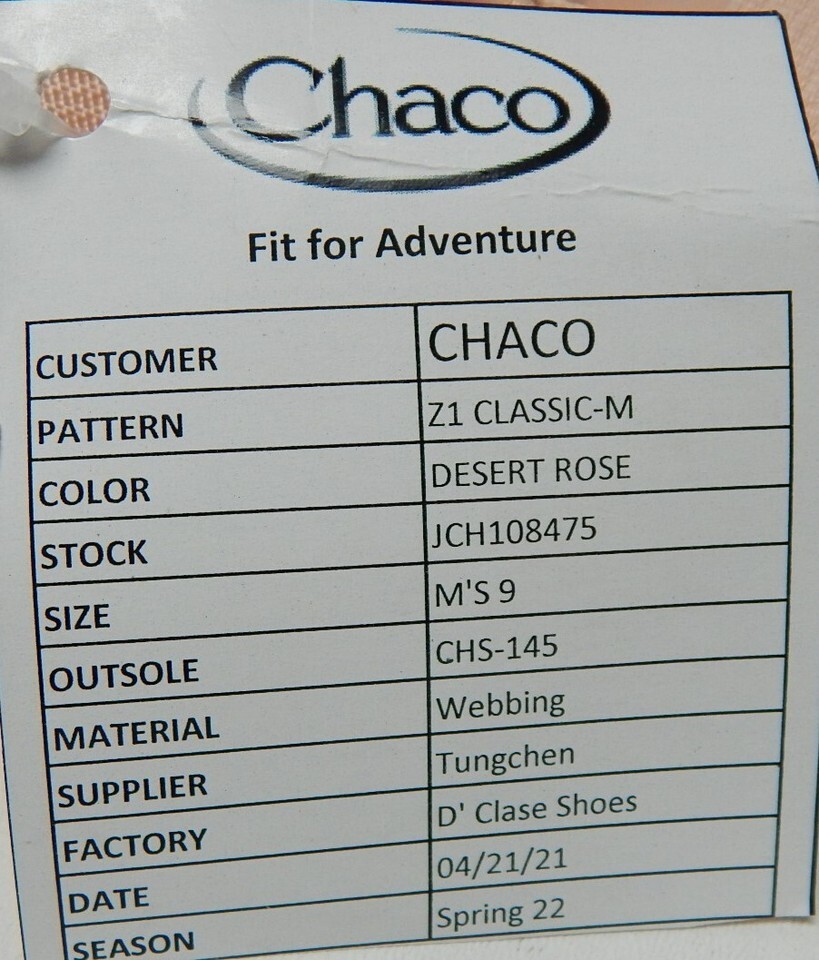 Chaco
Fit for Adventure
CUSTOMER CHACO
PATTERN Z1 CLASSIC-M
COLOR DESERT ROSE
STOCK JCH108475
SIZE M'S 9
OUTSOLE CHS-145
MATERIAL Webbing
SUPPLIER Tungchen
FACTORY D' Clase Shoes
DATE 04/21/21
SEASON Spring 22